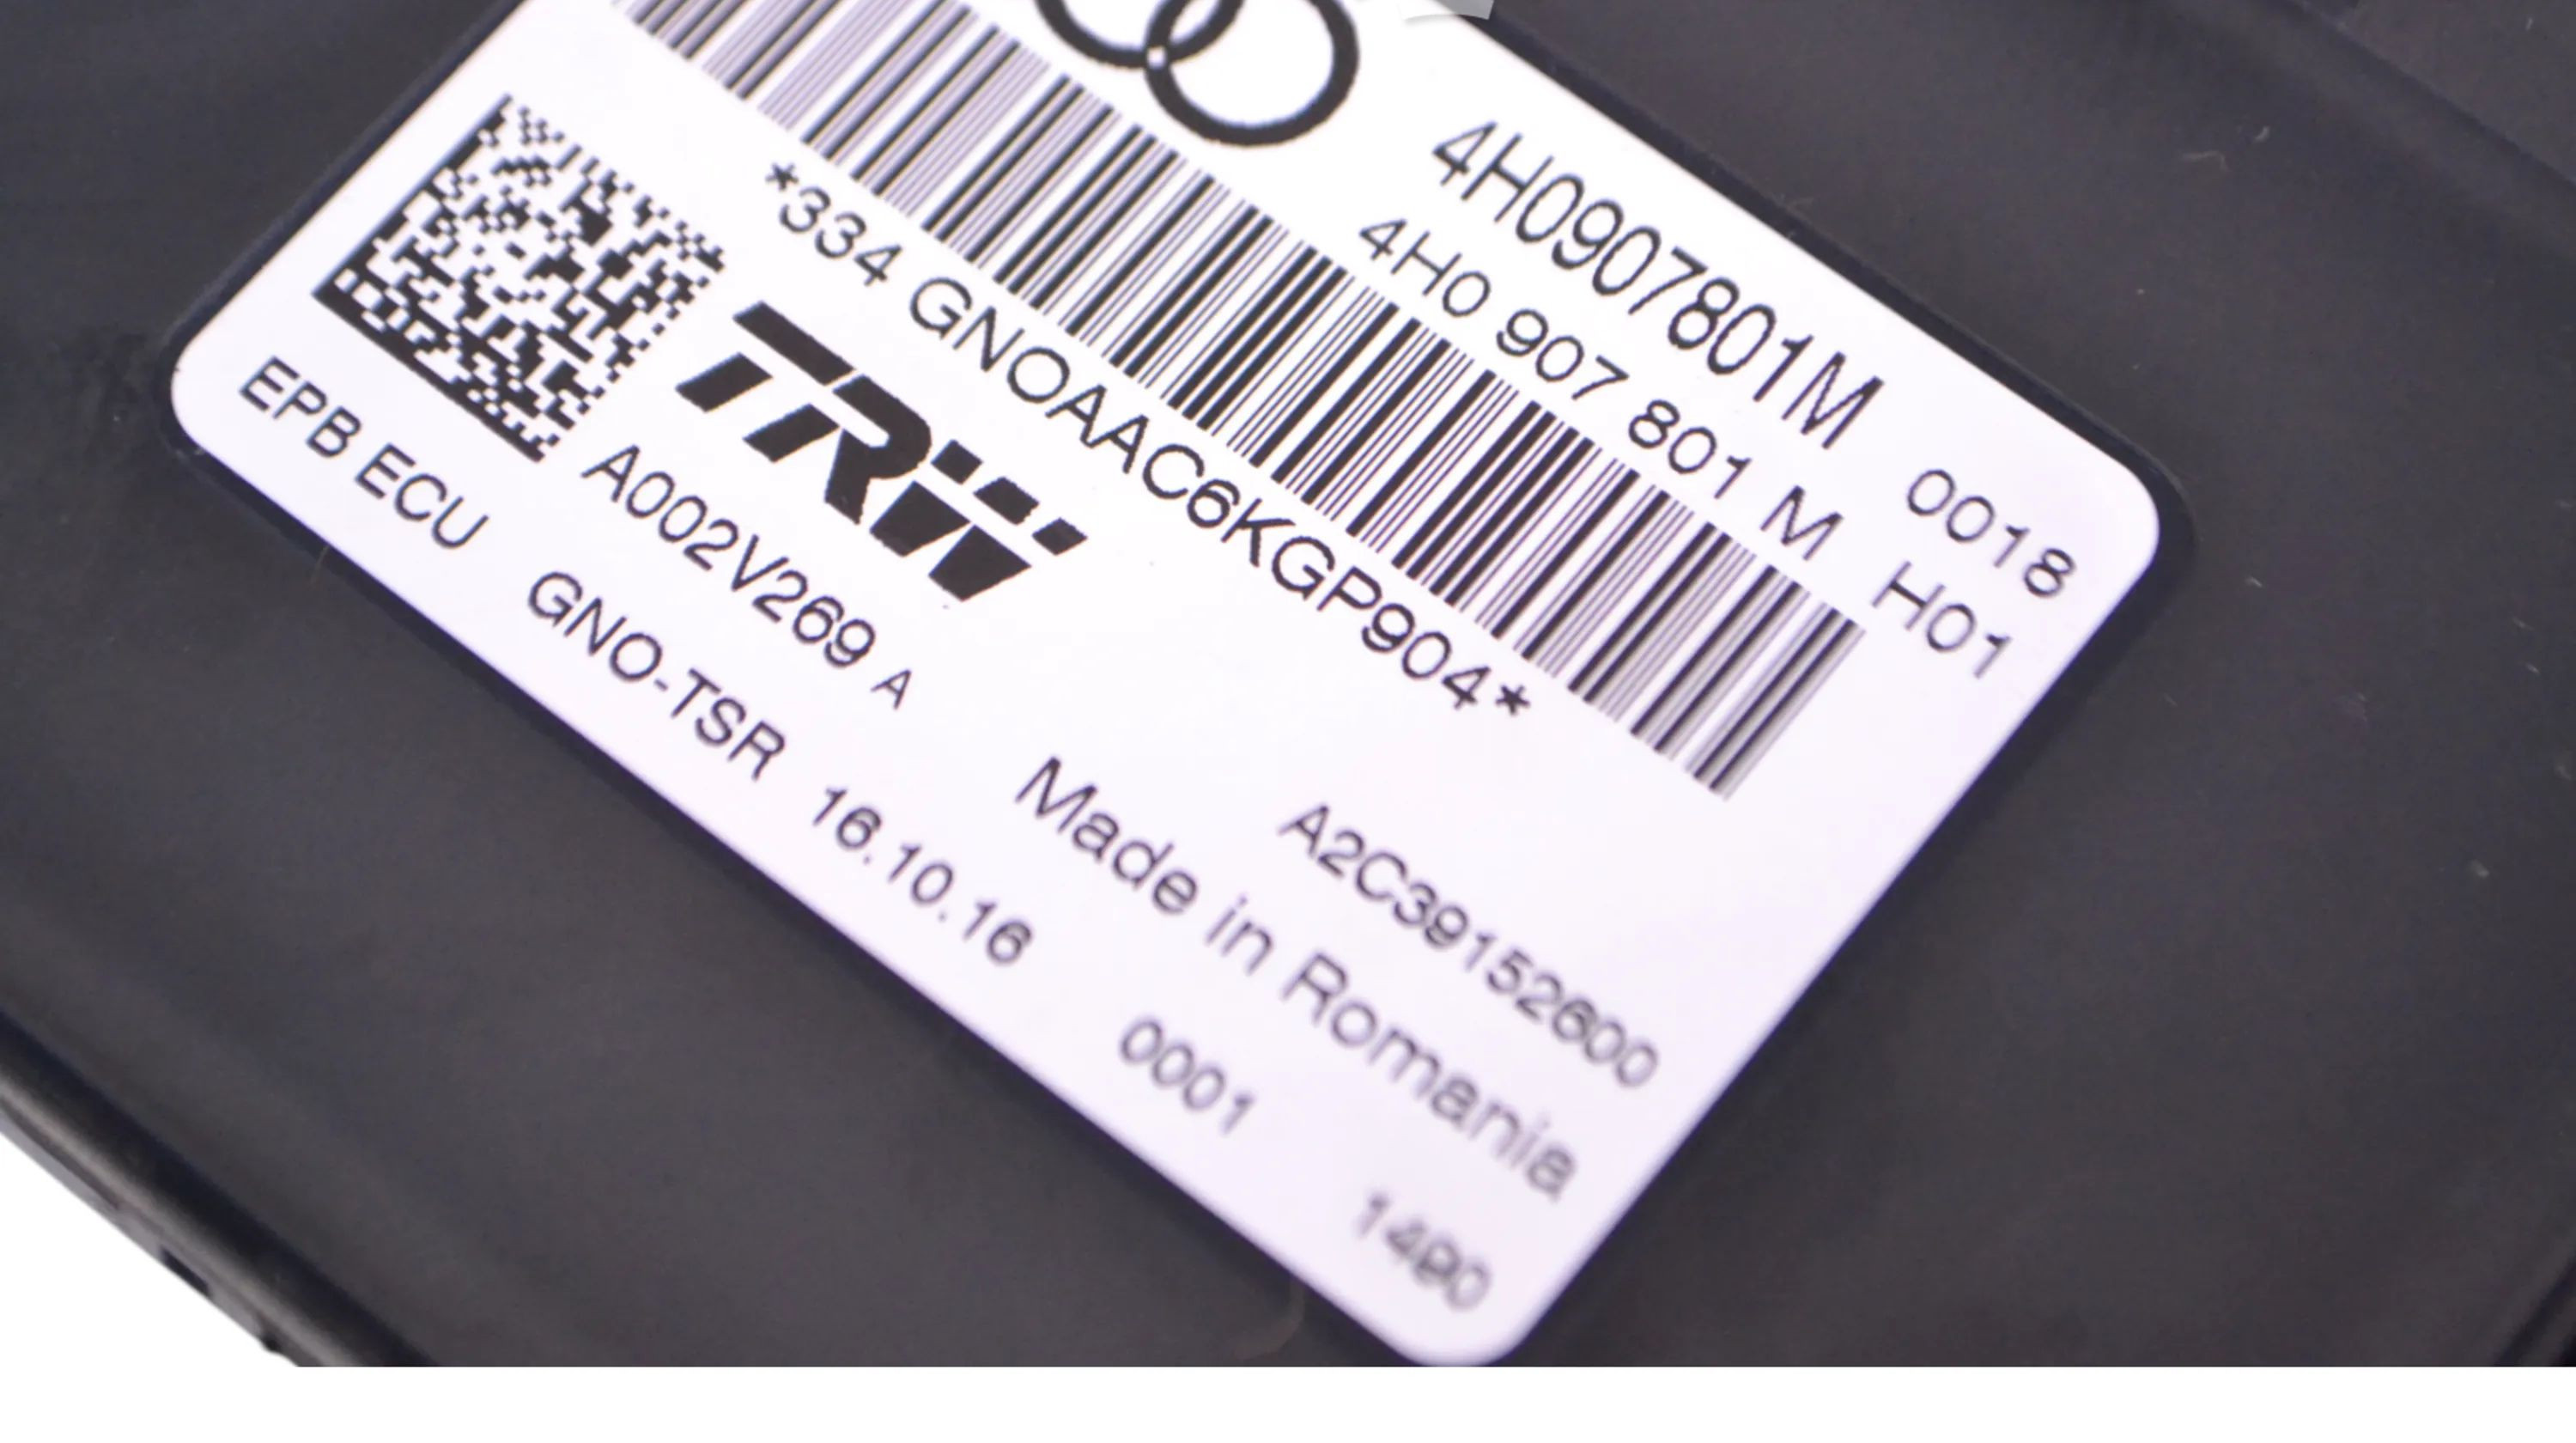 4H0907801M 0018
4H0 907 801 M H01
*334 GNOAAC6KGP904*
TRW
A002V269 A
A2C39152600
Made in Romania
EPB ECU GNO-TSR 16.10.16 0001